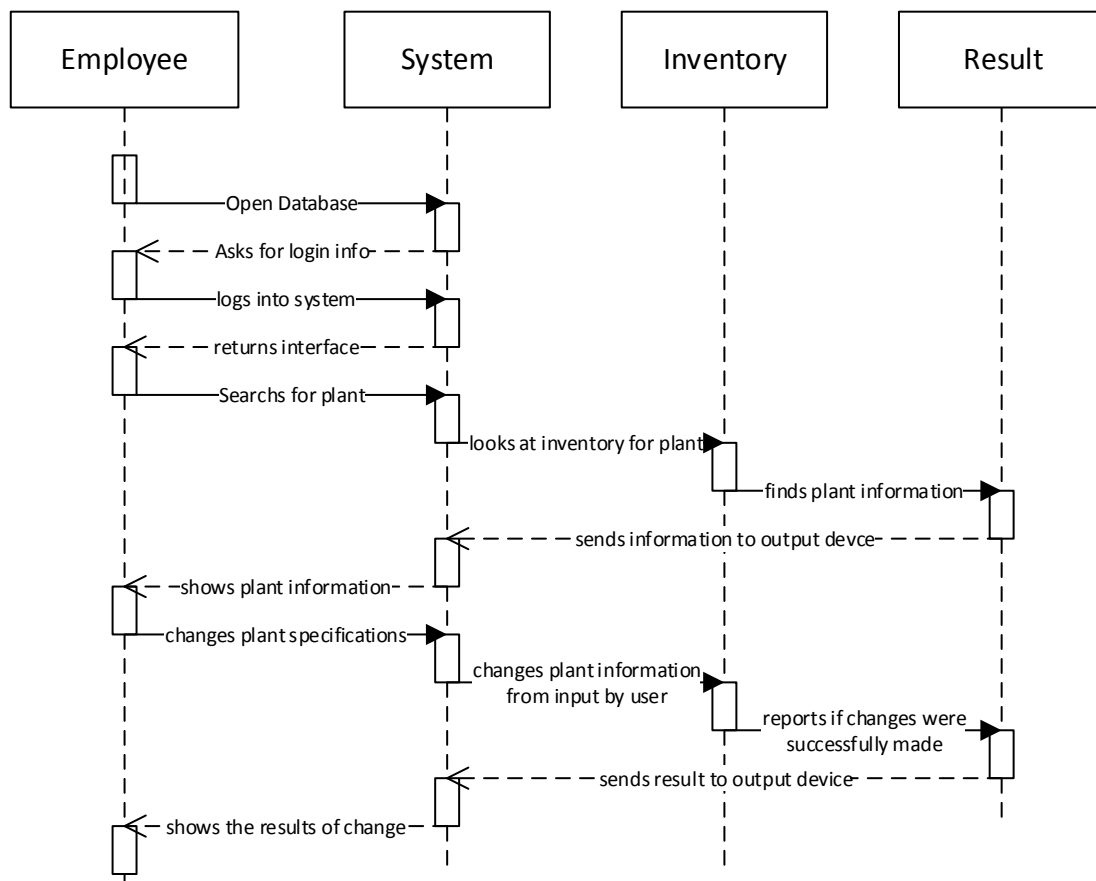 Employee
System
Inventory
Result
Open Database
Asks for login info
logs into system
returns interface
Searchs for plant
looks at inventory for plant
finds plant information
sends information to output devce
shows plant information
changes plant specifications
changes plant information
from input by user
reports if changes were
successfully made
sends result to output device
shows the results of change